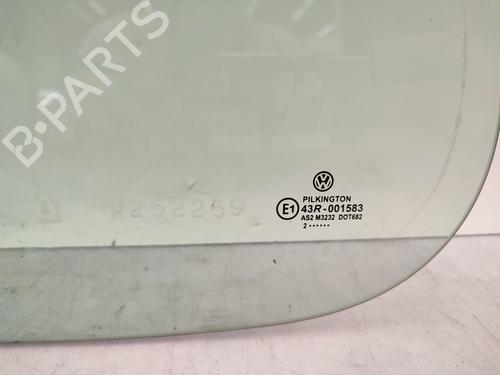 B-PARTS
W252259
PILKINGTON
E1 43R-001583
AS2 M3232 DOT682
2 ······